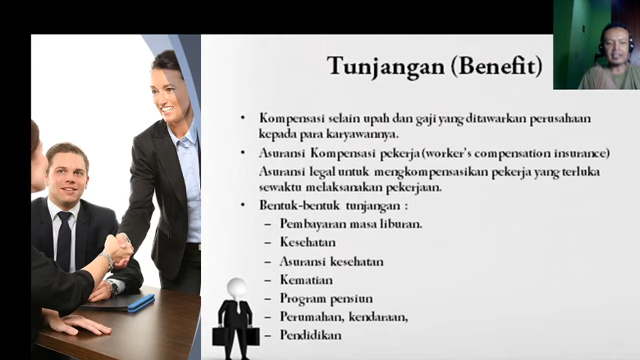 Tunjangan (Benefit)
• Kompensasi selain upah dan gaji yang ditawarkan perusahaan
kepada para karyawannya.
• Asuransi Kompensasi pekerja (worker's compensation insurance)
Asuransi legal untuk mengkompensasikan pekerja yang terluka
sewaktu melaksanakan pekerjaan.
• Bentuk-bentuk tunjangan :
– Pembayaran masa liburan.
– Kesehatan
– Asuransi kesehatan
– Kematian
– Program pensiun
– Perumahan, kendaraan,
– Pendidikan